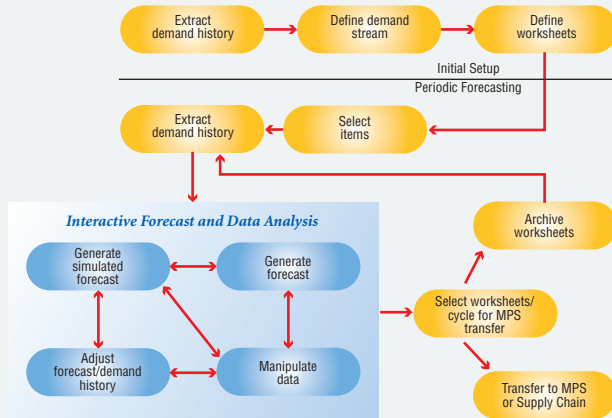 Extract
demand history
Define demand
stream
Define
worksheets
Initial Setup
Periodic Forecasting
Extract
demand history
Select
items
Interactive Forecast and Data Analysis
Generate
simulated
forecast
Generate
forecast
Adjust
forecast/demand
history
Manipulate
data
Archive
worksheets
Select worksheets/
cycle for MPS
transfer
Transfer to MPS
or Supply Chain